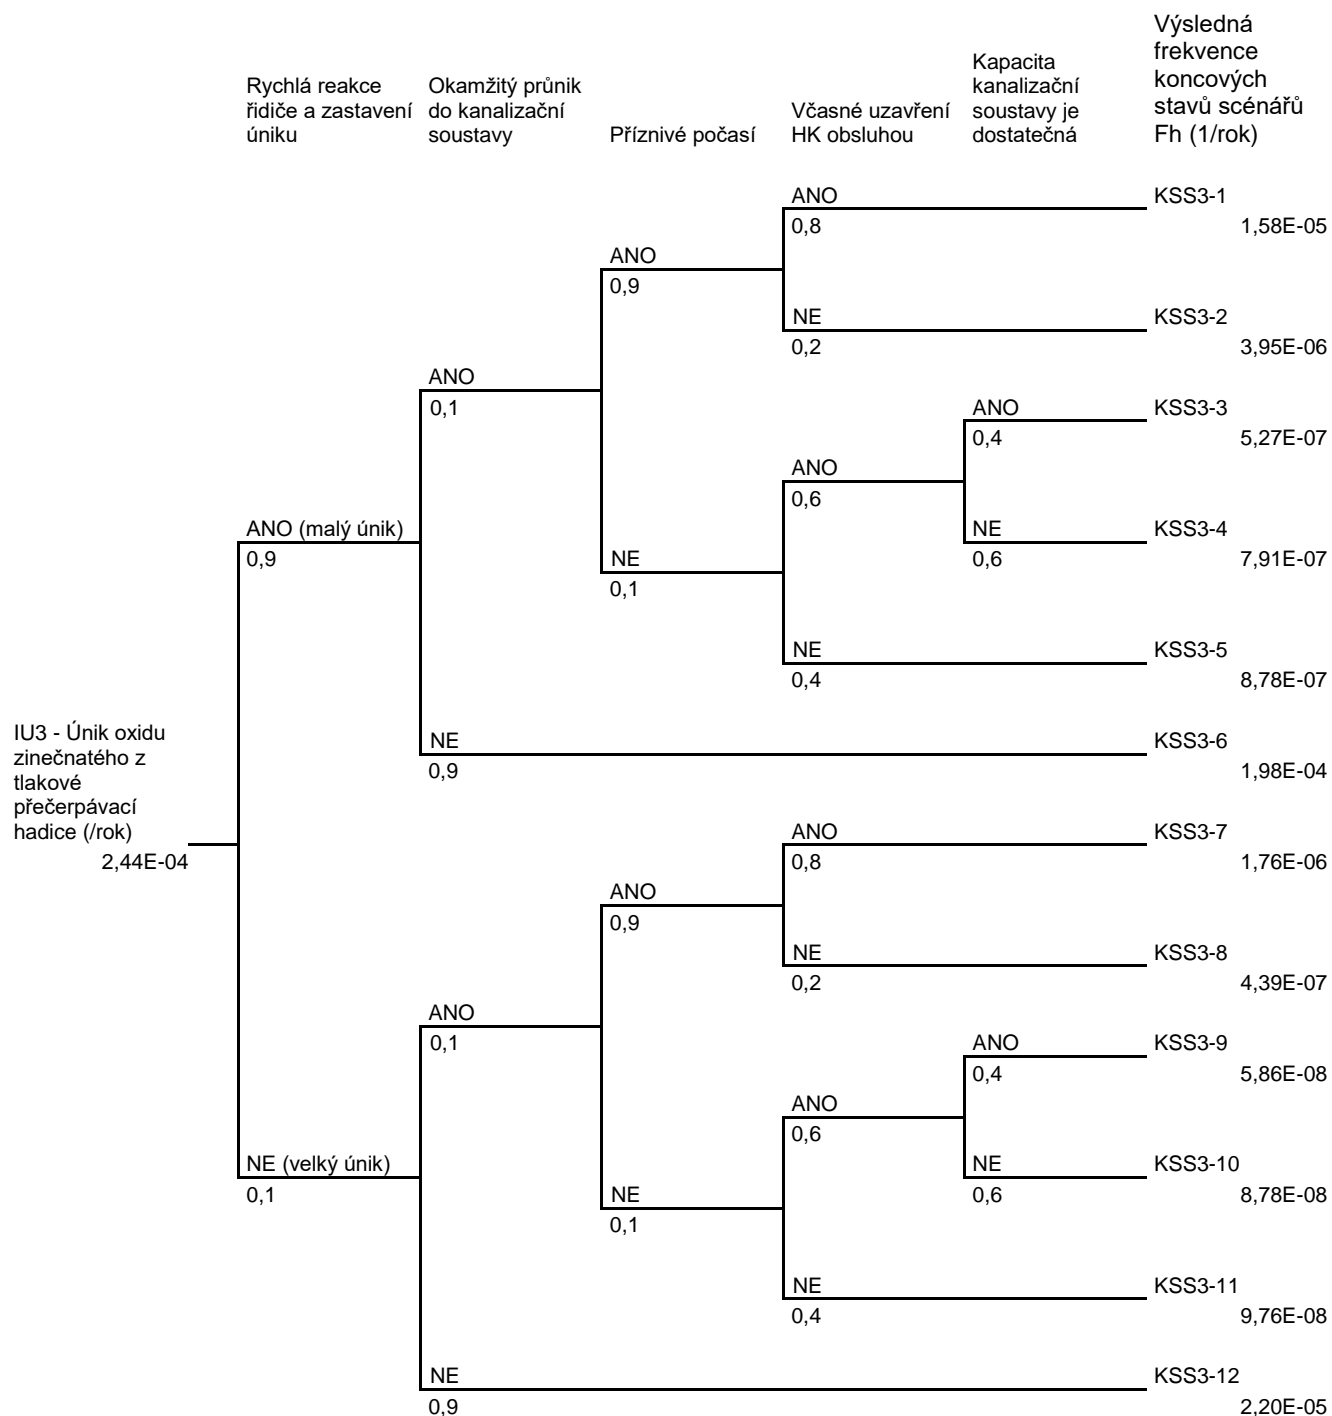 Rychlá reakce
řidiče a zastavení
úniku
Okamžitý průnik
do kanalizační
soustavy
Příznivé počasí
Včasné uzavření
HK obsluhou
Kapacita
kanalizační
soustavy je
dostatečná
Výsledná
frekvence
koncových
stavů scénářů
Fh (1/rok)
ANO
0,8
KSS3-1
1,58E-05
ANO
0,9
NE
0,2
KSS3-2
3,95E-06
ANO
0,1
ANO
0,4
KSS3-3
5,27E-07
ANO
0,6
ANO (malý únik)
0,9
NE
0,6
KSS3-4
7,91E-07
NE
0,1
NE
0,4
KSS3-5
8,78E-07
NE
0,9
KSS3-6
1,98E-04
IU3 - Únik oxidu
zinečnatého z
tlakové
přečerpávací
hadice (/rok)
2,44E-04
ANO
0,8
KSS3-7
1,76E-06
ANO
0,9
NE
0,2
KSS3-8
4,39E-07
ANO
0,1
ANO
0,4
KSS3-9
5,86E-08
ANO
0,6
NE (velký únik)
0,1
NE
0,6
KSS3-10
8,78E-08
NE
0,1
NE
0,4
KSS3-11
9,76E-08
NE
0,9
KSS3-12
2,20E-05